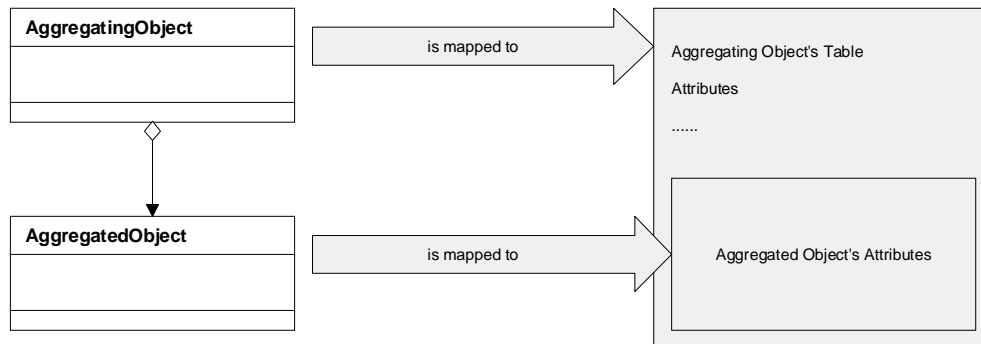 AggregatingObject
is mapped to
Aggregating Object's Table
Attributes
......
AggregatedObject
is mapped to
Aggregated Object's Attributes